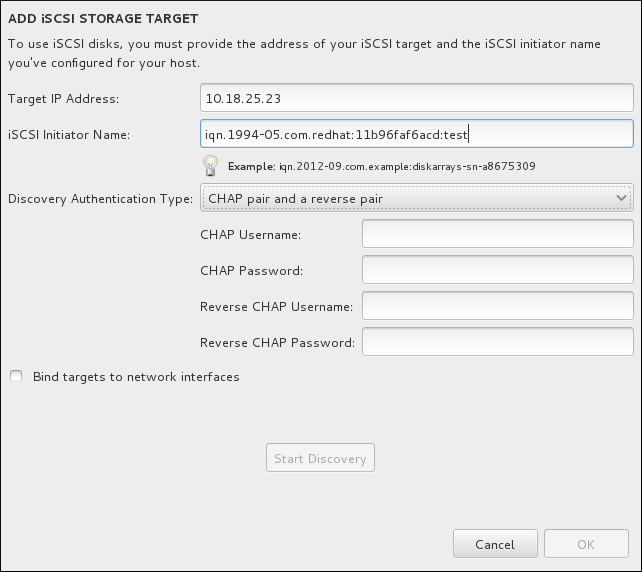 ADD iSCSI STORAGE TARGET
To use iSCSI disks, you must provide the address of your iSCSI target and the iSCSI initiator name
you've configured for your host.
Target IP Address: 10.18.25.23
iSCSI Initiator Name: iqn.1994-05.com.redhat:11b96faf6acd:test
Example: iqn.2012-09.com.example:diskarrays-sn-a8675309
Discovery Authentication Type: CHAP pair and a reverse pair
CHAP Username:
CHAP Password:
Reverse CHAP Username:
Reverse CHAP Password:
Bind targets to network interfaces
Start Discovery
Cancel OK